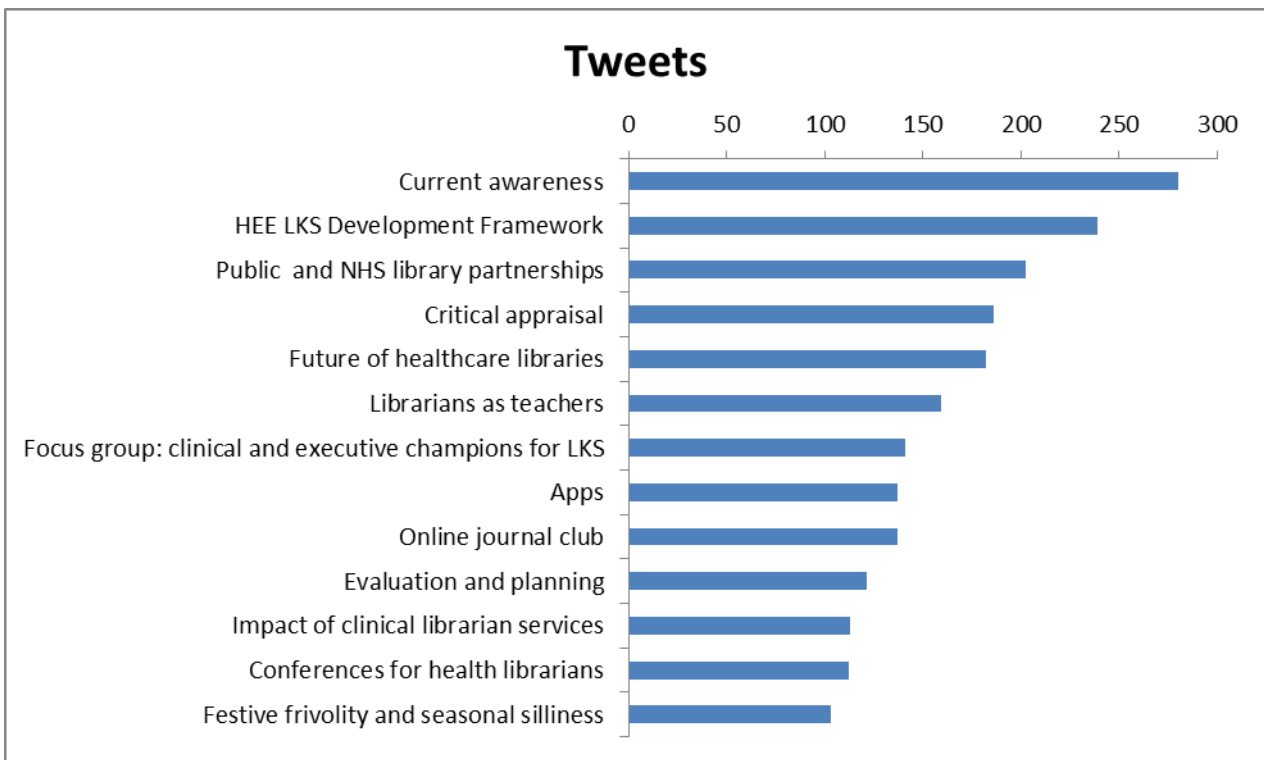 Tweets
0 50 100 150 200 250 300
Current awareness
HEE LKS Development Framework
Public  and NHS library partnerships
Critical appraisal
Future of healthcare libraries
Librarians as teachers
Focus group: clinical and executive champions for LKS
Apps
Online journal club
Evaluation and planning
Impact of clinical librarian services
Conferences for health librarians
Festive frivolity and seasonal silliness